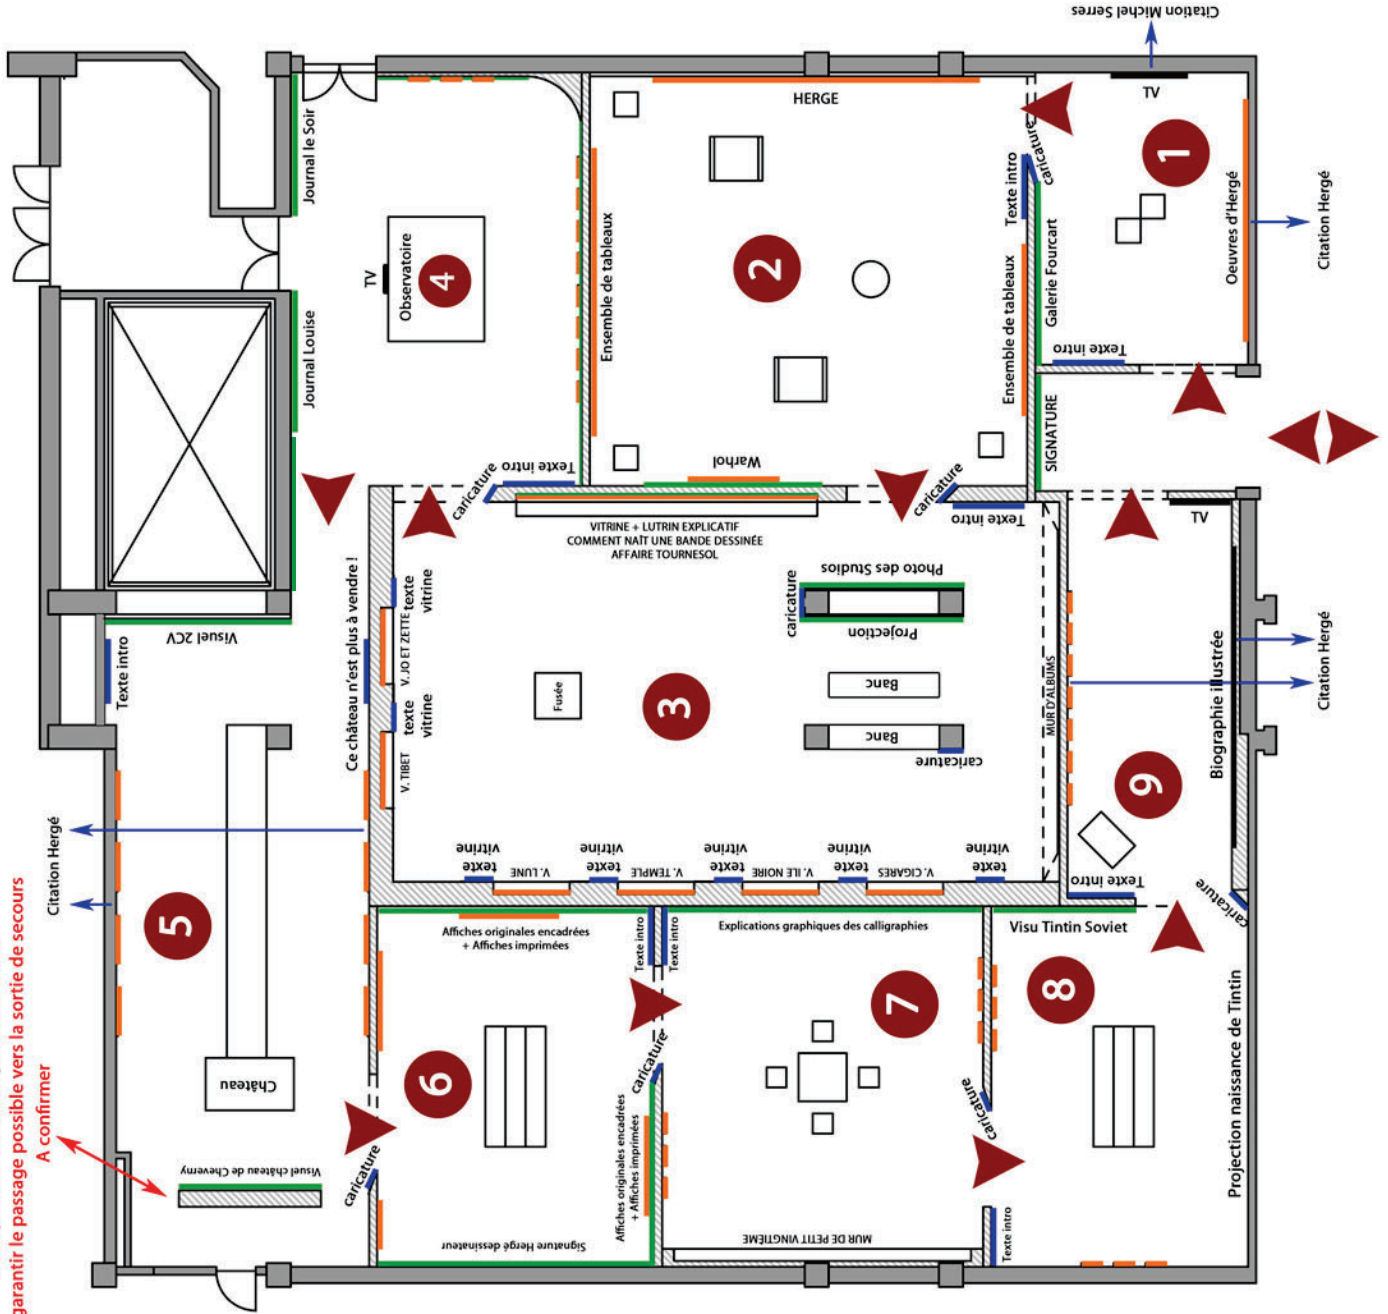 garantir le passage possible vers la sortie de secours
A confirmer
Citation Hergé
Citation Michel Serres
Journal le Soir
Journal Louise
TV
Observatoire
4
HERGE
Ensemble de tableaux
2
Texte intro
caricature
Ensemble de tableaux
Warhol
Galerie Fourcart
TV
1
Oeuvres d'Hergé
Citation Hergé
Texte intro
SIGNATURE
Texte intro
Visuel 2CV
Ce château n'est plus à vendre !
5
Château
Visuel château de Cheverny
caricature
caricature
Texte intro
VITRINE + LUTRIN EXPLICATIF
COMMENT NAÎT UNE BANDE DESSINÉE
AFFAIRE TOURNESOL
caricature
Texte intro
texte
vitrine
V. JO ET ZETTE
texte
vitrine
V. TIBET
Fusée
3
caricature
Photo des Studios
Projection
Banc
Banc
caricature
MUR D'ALBUMS
texte
vitrine
V. LUNE
texte
vitrine
V. TEMPLE
texte
vitrine
V. ILE NOIRE
texte
vitrine
V. CIGARES
texte
vitrine
TV
Biographie illustrée
Citation Hergé
9
Texte intro
caricature
Affiches originales encadrées
+ Affiches imprimées
Texte intro
Texte intro
6
caricature
Affiches originales encadrées
+ Affiches imprimées
Signature Hergé dessinateur
Explications graphiques des calligraphies
7
caricature
MUR DE PETIT VINGTIÈME
Visu Tintin Soviet
8
Texte intro
Projection naissance de Tintin